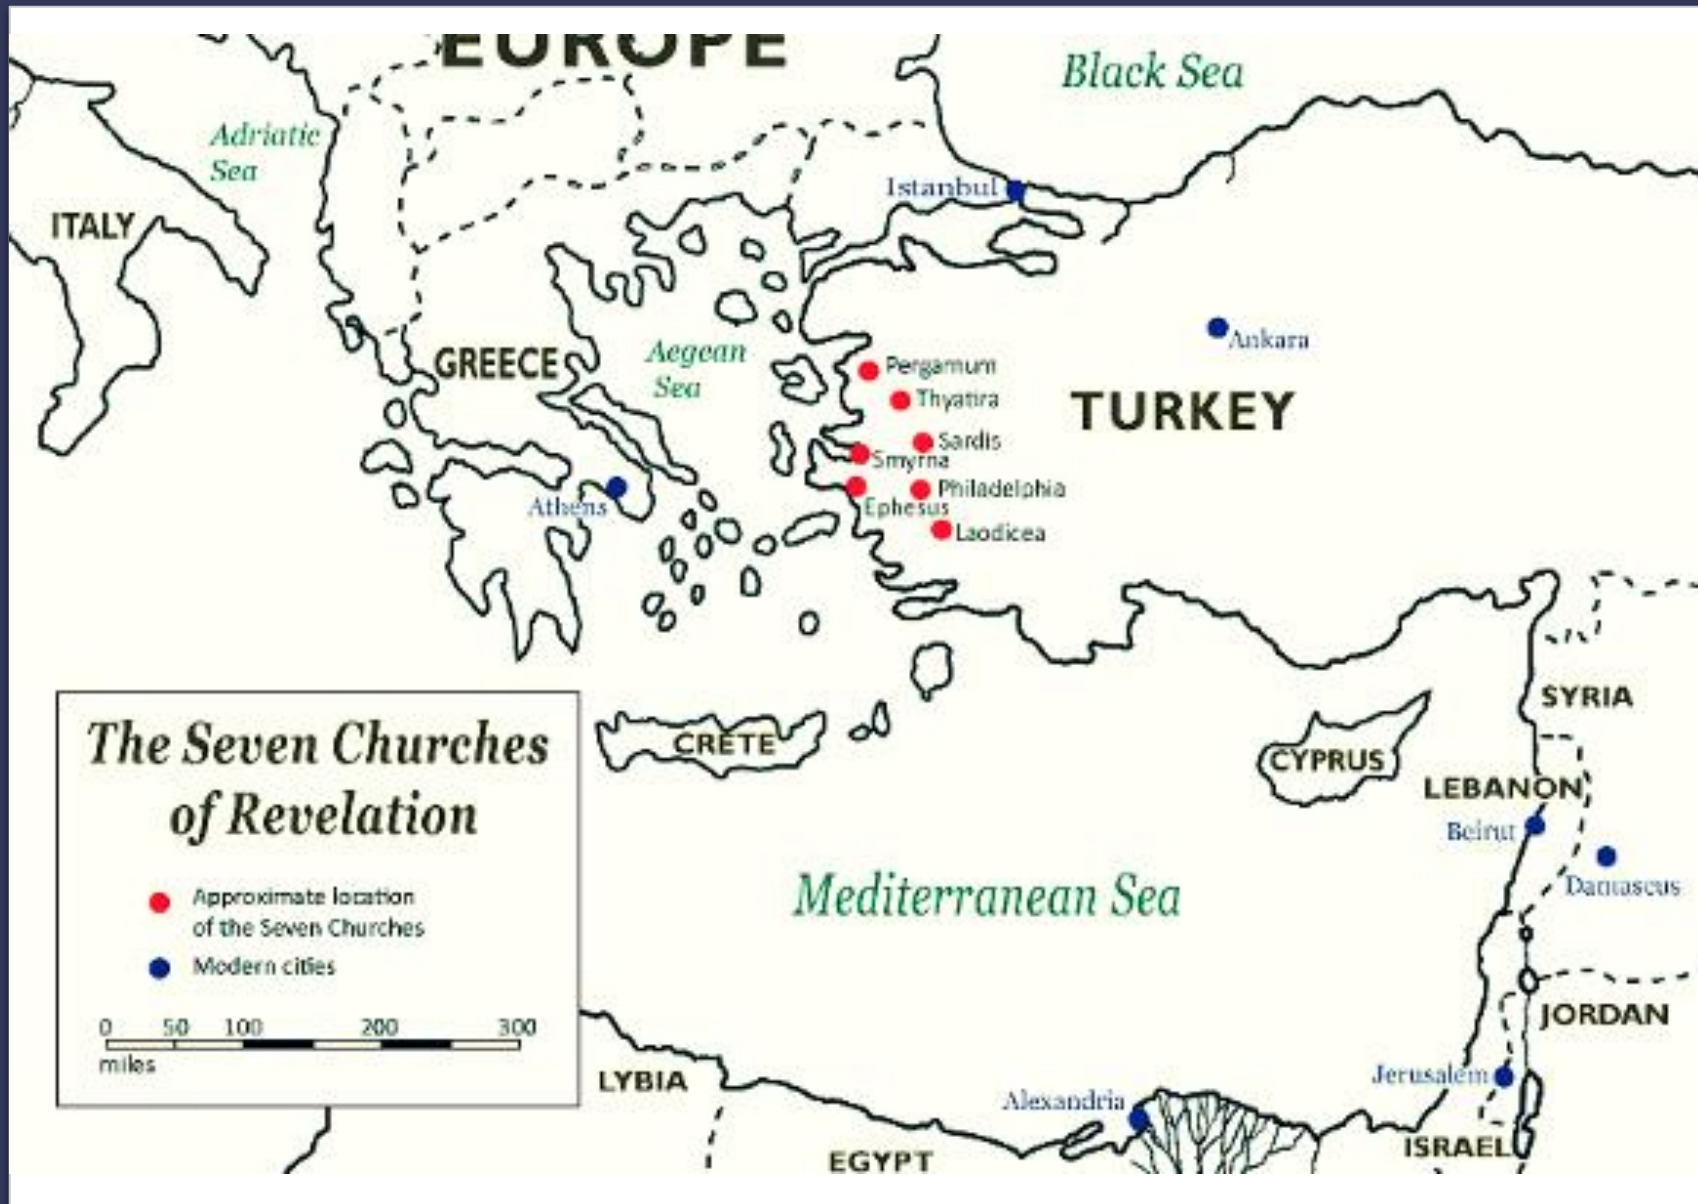 EUROPE
Black Sea
Adriatic
Sea
Istanbul
ITALY
Ankara
GREECE
Aegean
Sea
Pergamum
Thyatira
TURKEY
Sardis
Smyrna
Philadelphia
Athens
Ephesus
Laodicea
SYRIA
CRETE
CYPRUS
LEBANON
Beirut
Damascus
Mediterranean Sea
The Seven Churches
of Revelation
Approximate location
of the Seven Churches
Modern cities
0 50 100 200 300
miles
JORDAN
LYBIA
Jerusalem
Alexandria
ISRAEL
EGYPT